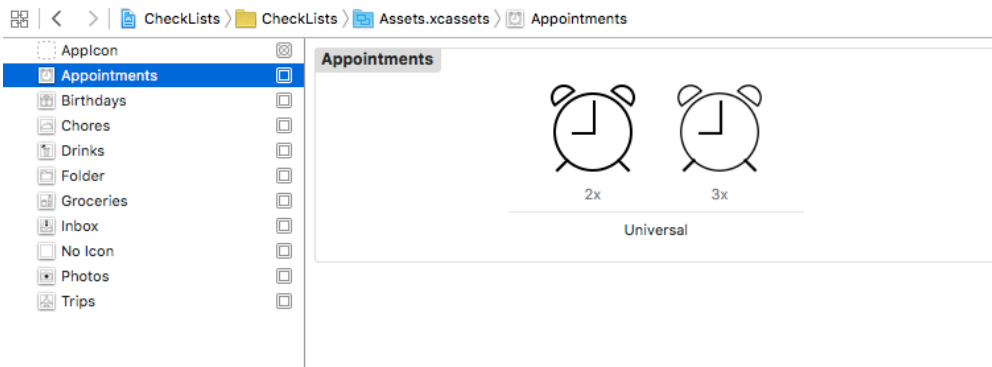 CheckLists CheckLists Assets.xcassets Appointments
AppIcon
Appointments
Birthdays
Chores
Drinks
Folder
Groceries
Inbox
No Icon
Photos
Trips
Appointments
2x 3x
Universal